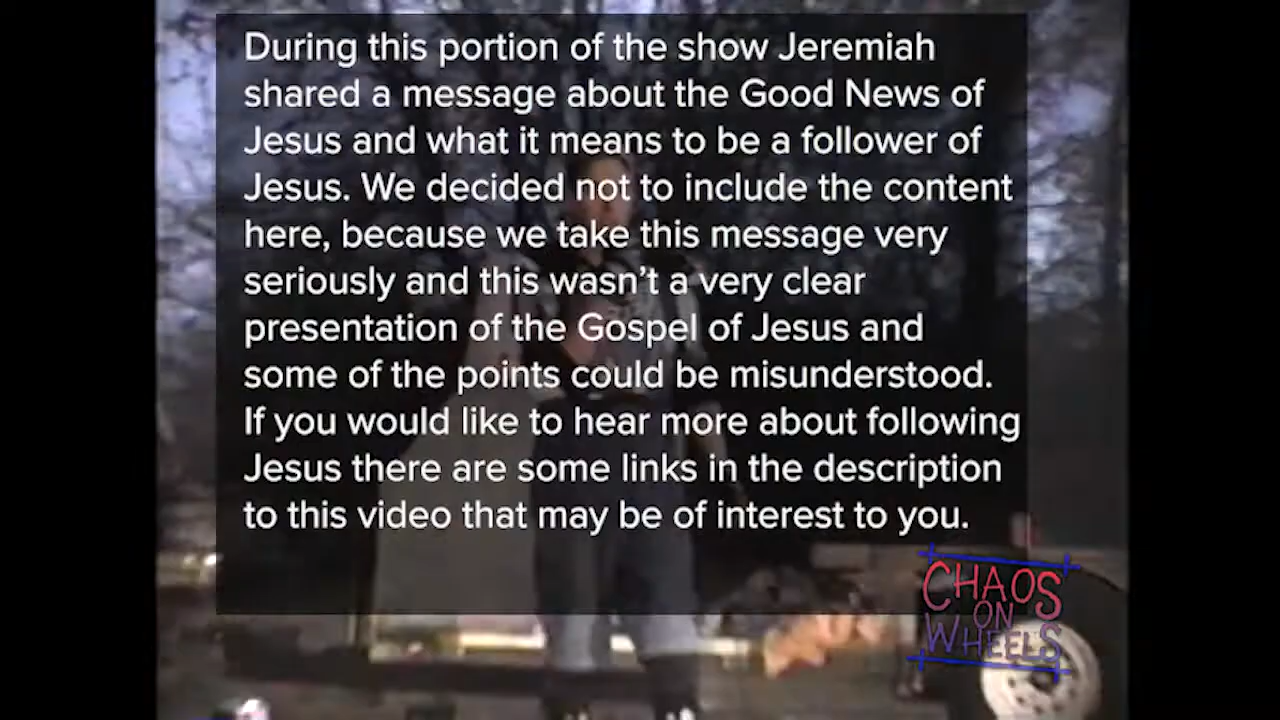 During this portion of the show Jeremiah
shared a message about the Good News of
Jesus and what it means to be a follower of
Jesus. We decided not to include the content
here, because we take this message very
seriously and this wasn't a very clear
presentation of the Gospel of Jesus and
some of the points could be misunderstood.
If you would like to hear more about following
Jesus there are some links in the description
to this video that may be of interest to you.
CHAOS
ON
WHEELS